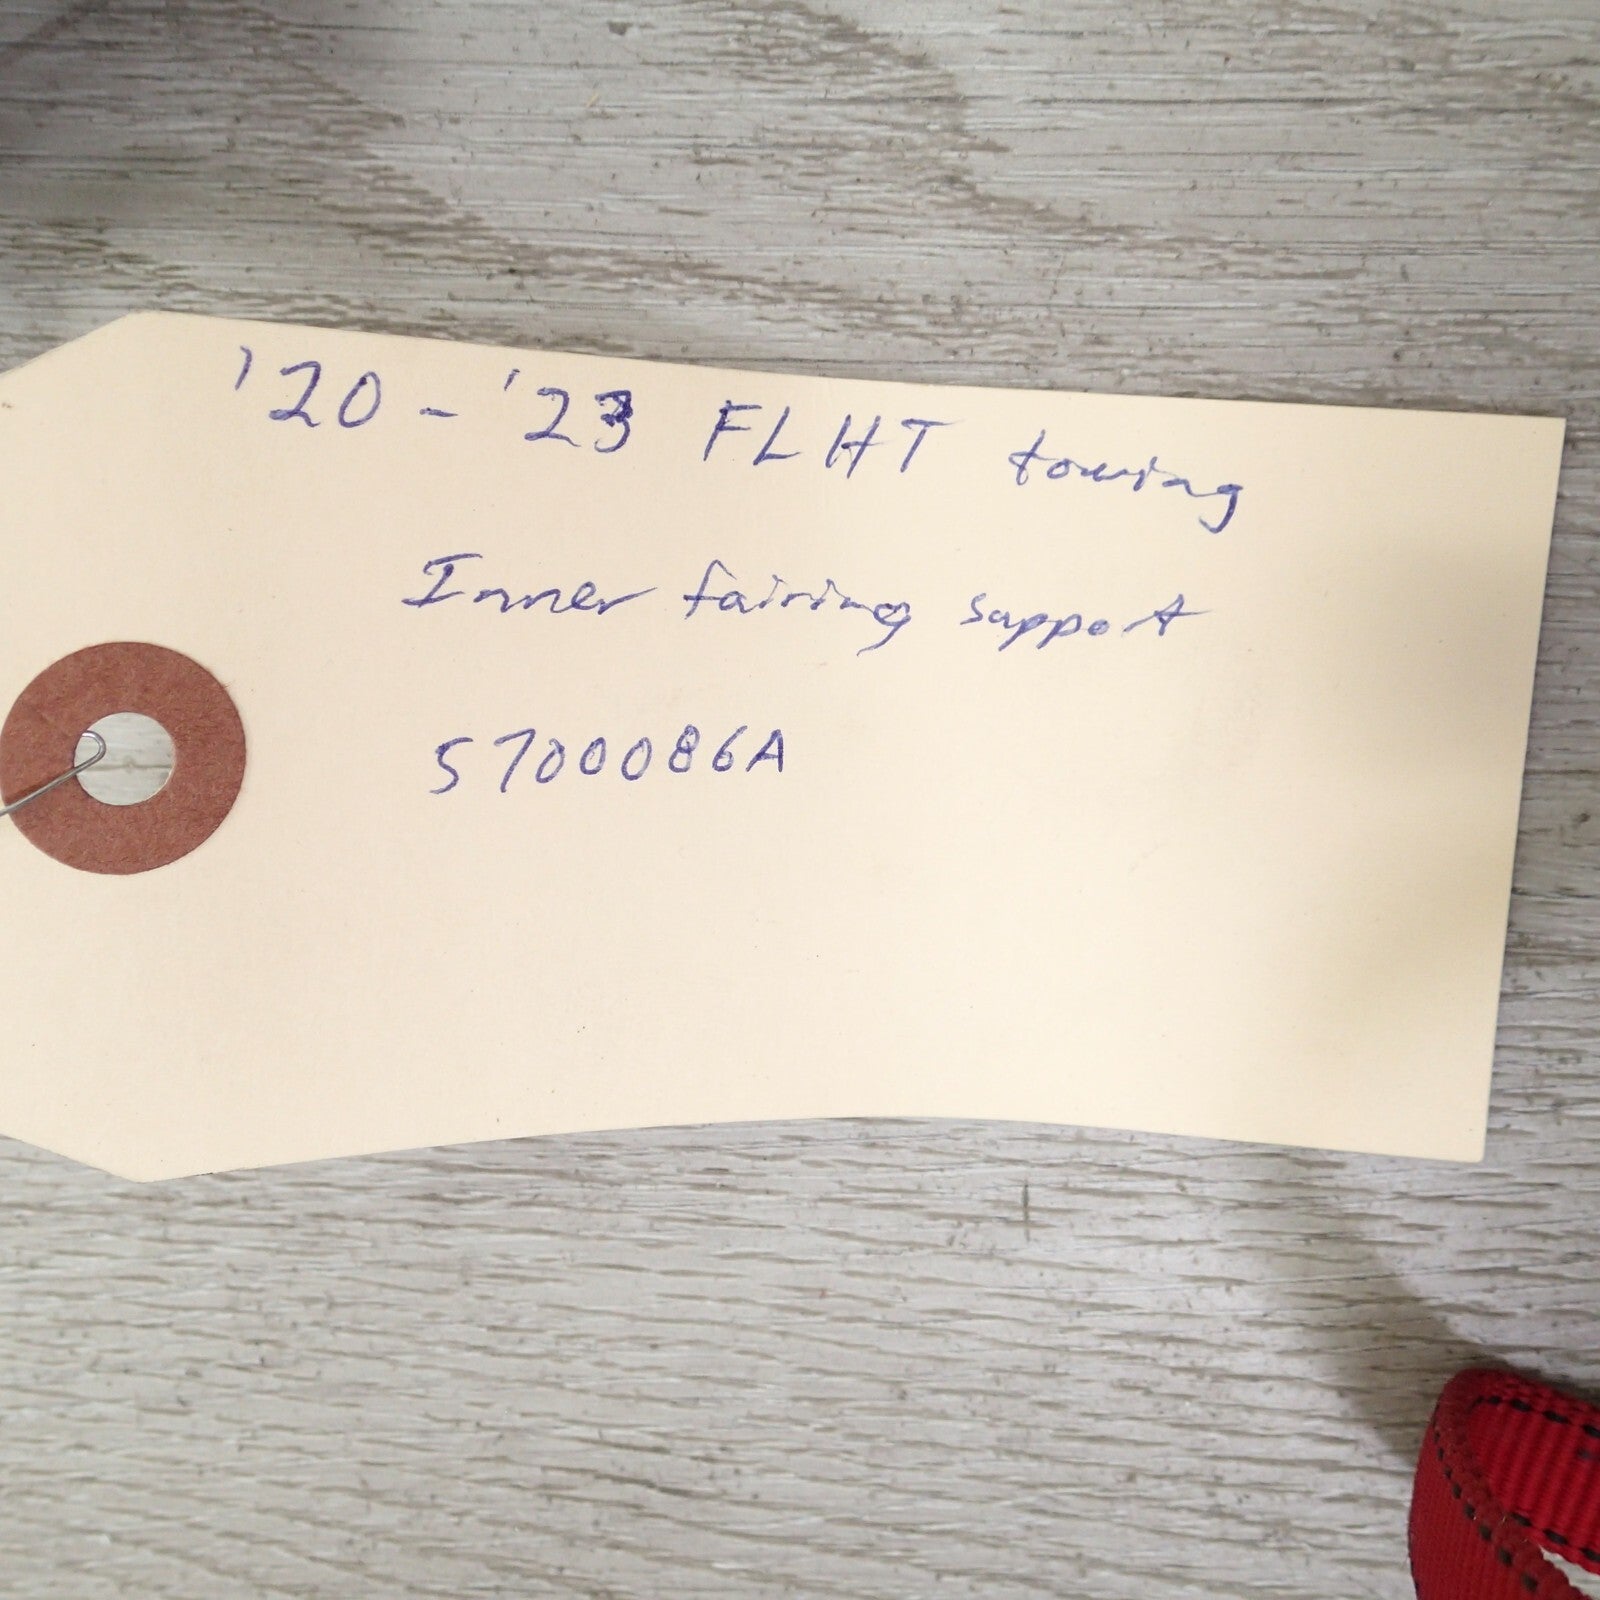 '20 - '23 FLHT touring
Inner fairing support
5700086A